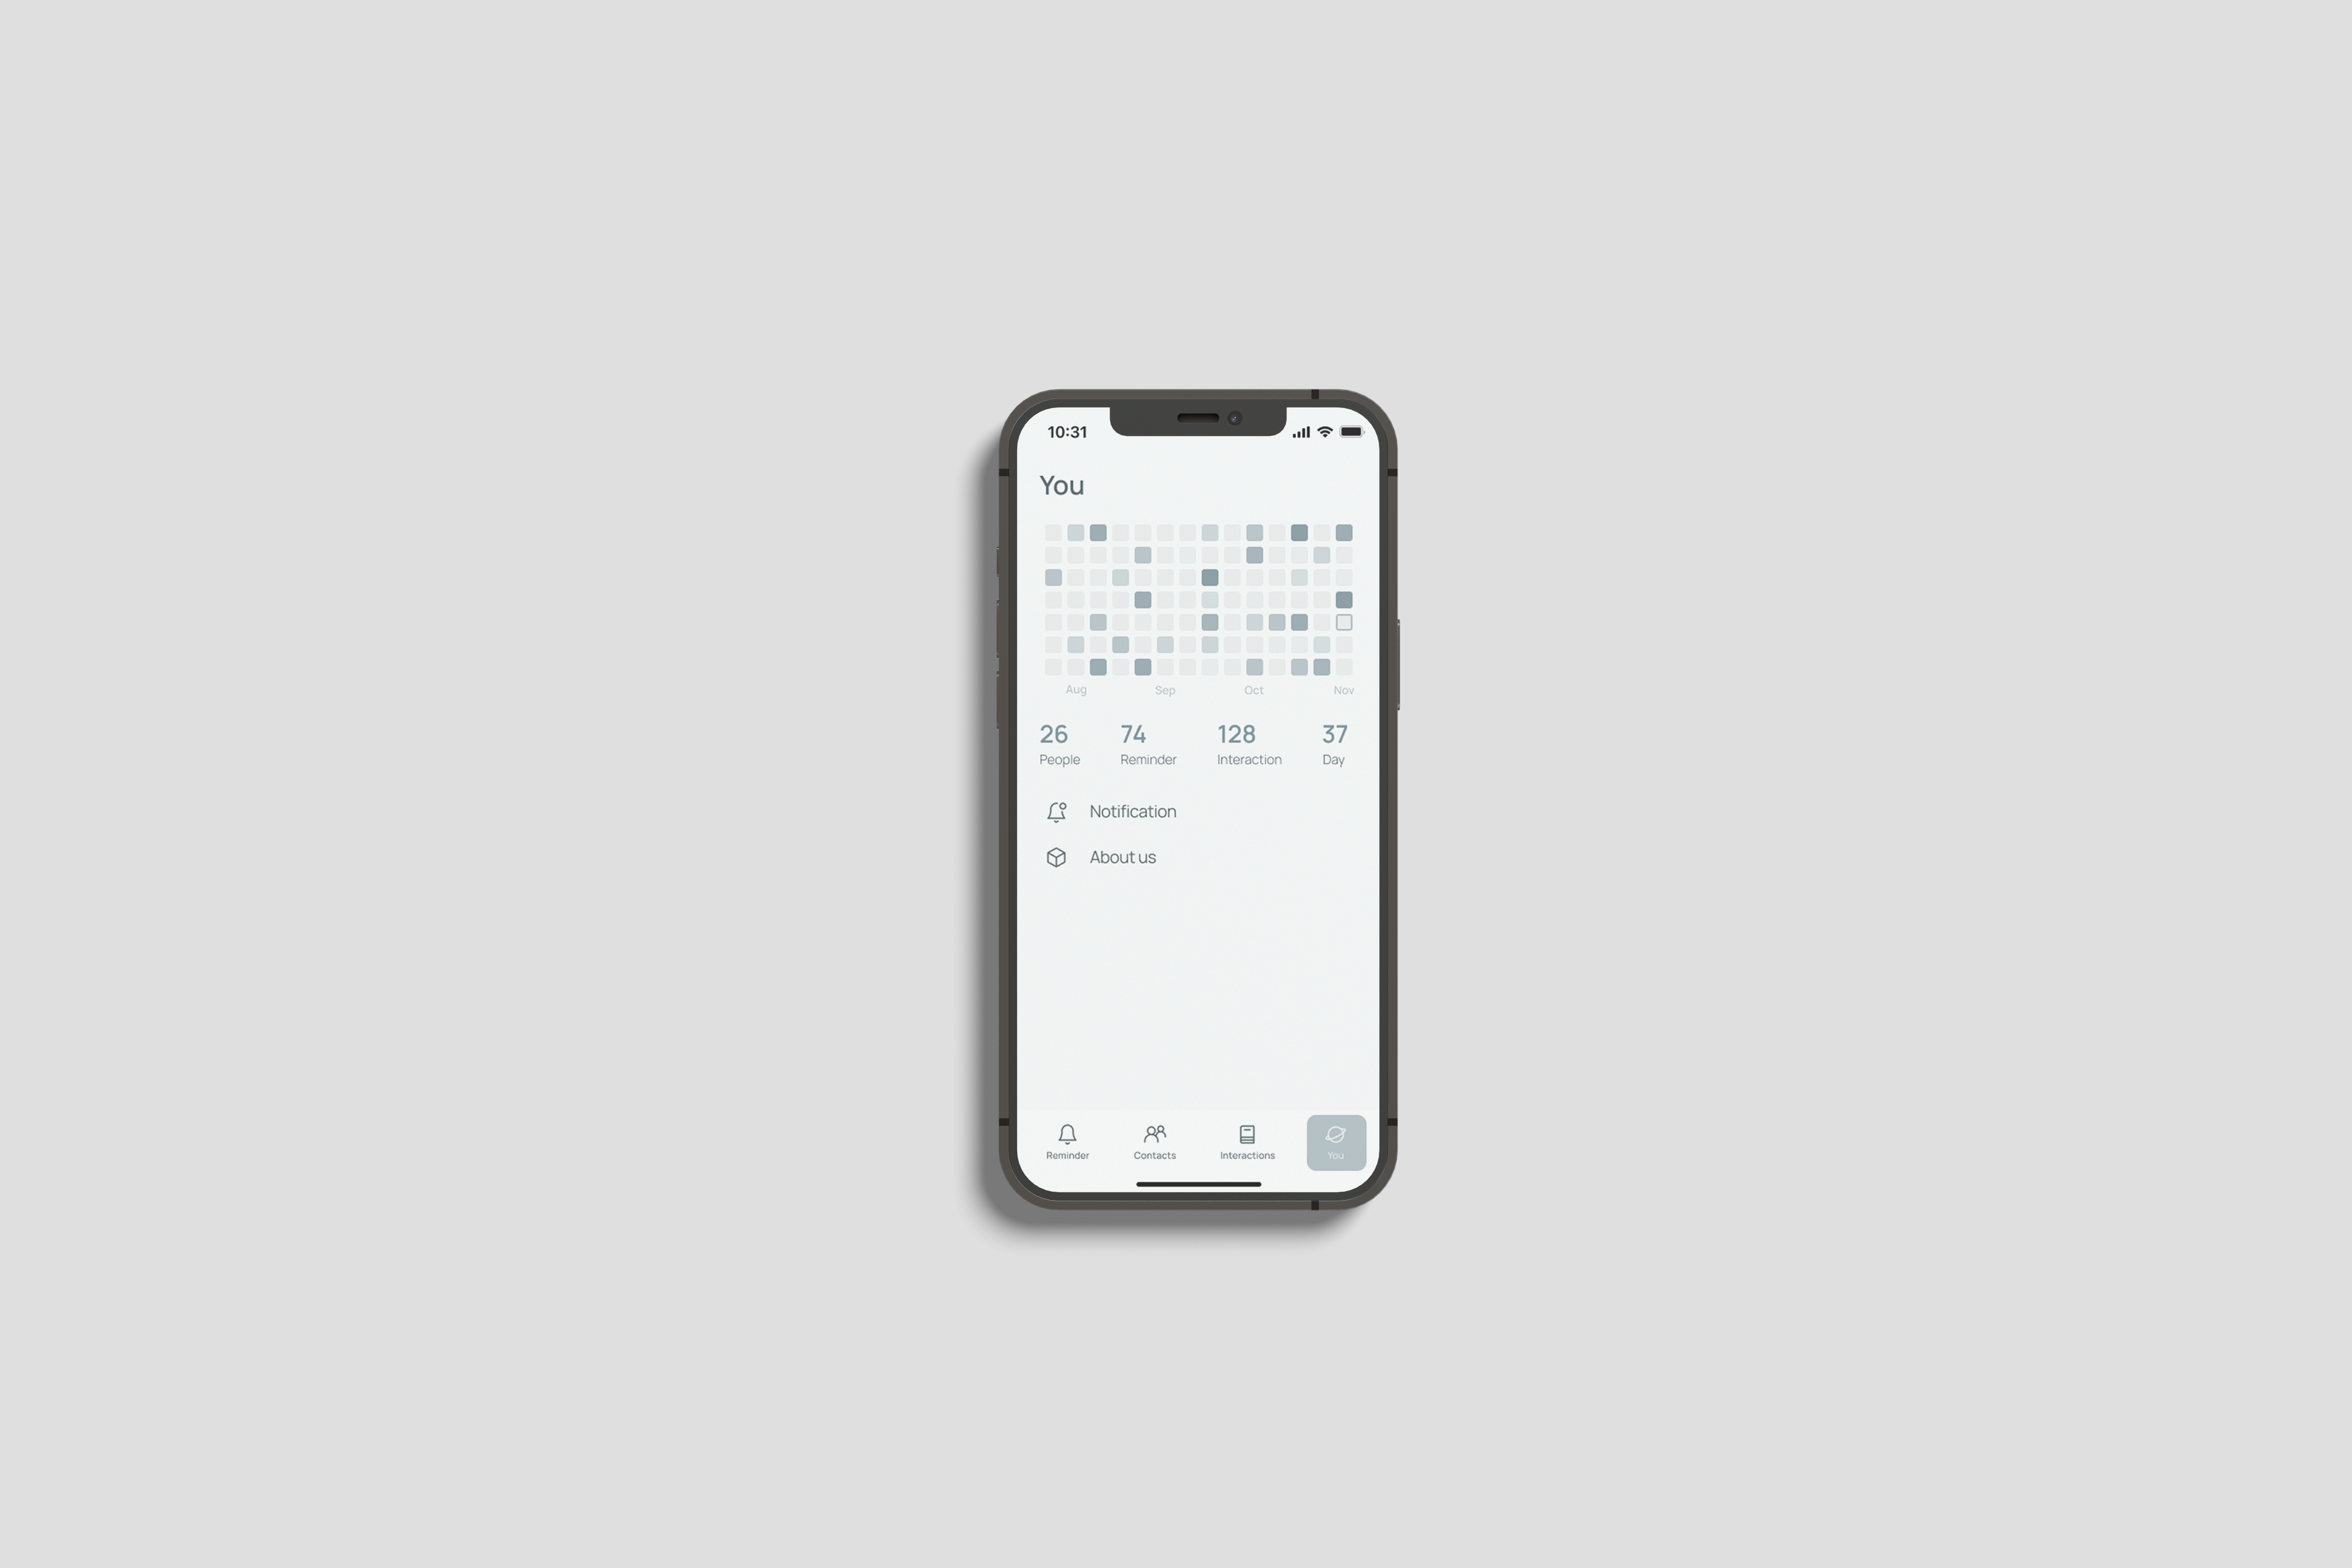 10:31
You
Aug Sep Oct Nov
26 74 128 37
People Reminder Interaction Day
Notification
About us
Reminder Contacts Interactions You